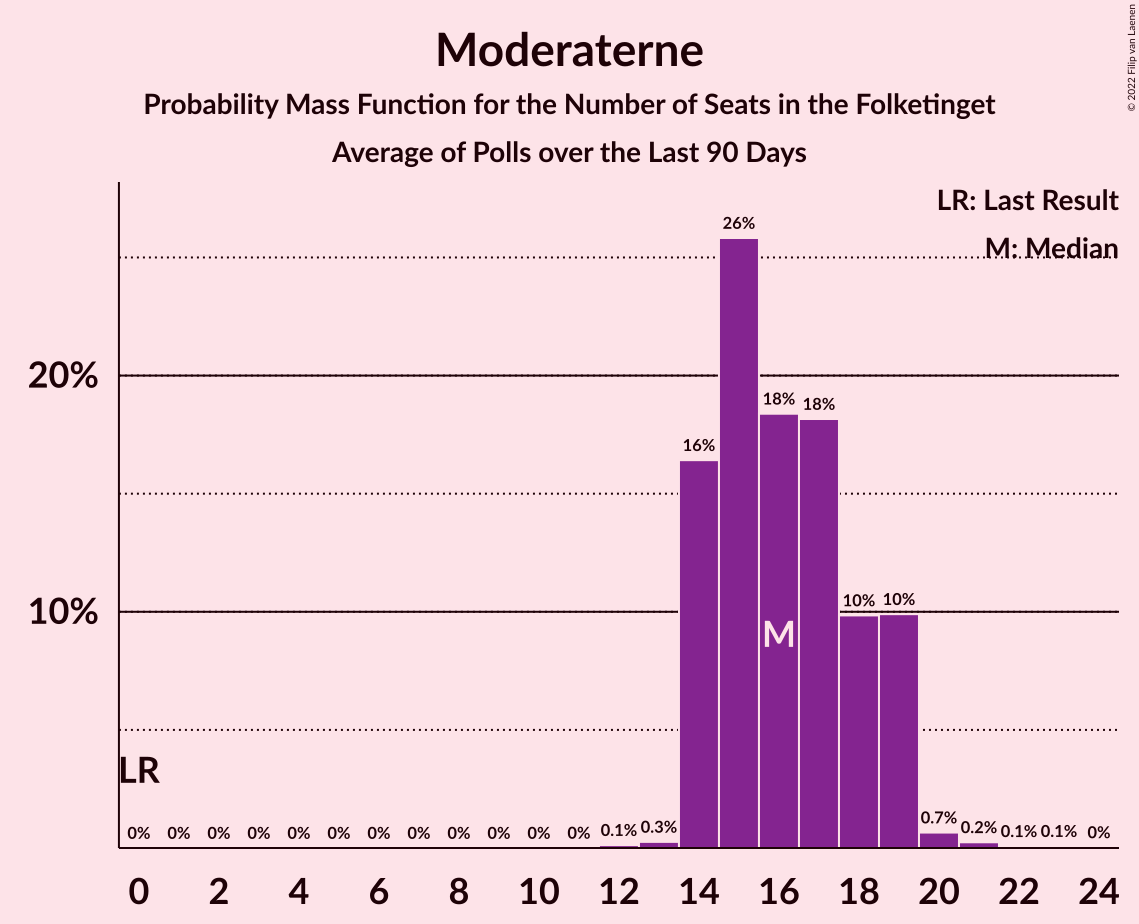 Moderaterne
Probability Mass Function for the Number of Seats in the Folketinget
Average of Polls over the Last 90 Days
© 2022 Filip van Laenen
LR: Last Result
M: Median
26%
20%
18% 18%
16%
10%
10% 10%
M
LR
0% 0% 0% 0% 0% 0% 0% 0% 0% 0% 0% 0% 0.1% 0.3% 0.7% 0.2% 0.1% 0.1% 0%
0 2 4 6 8 10 12 14 16 18 20 22 24